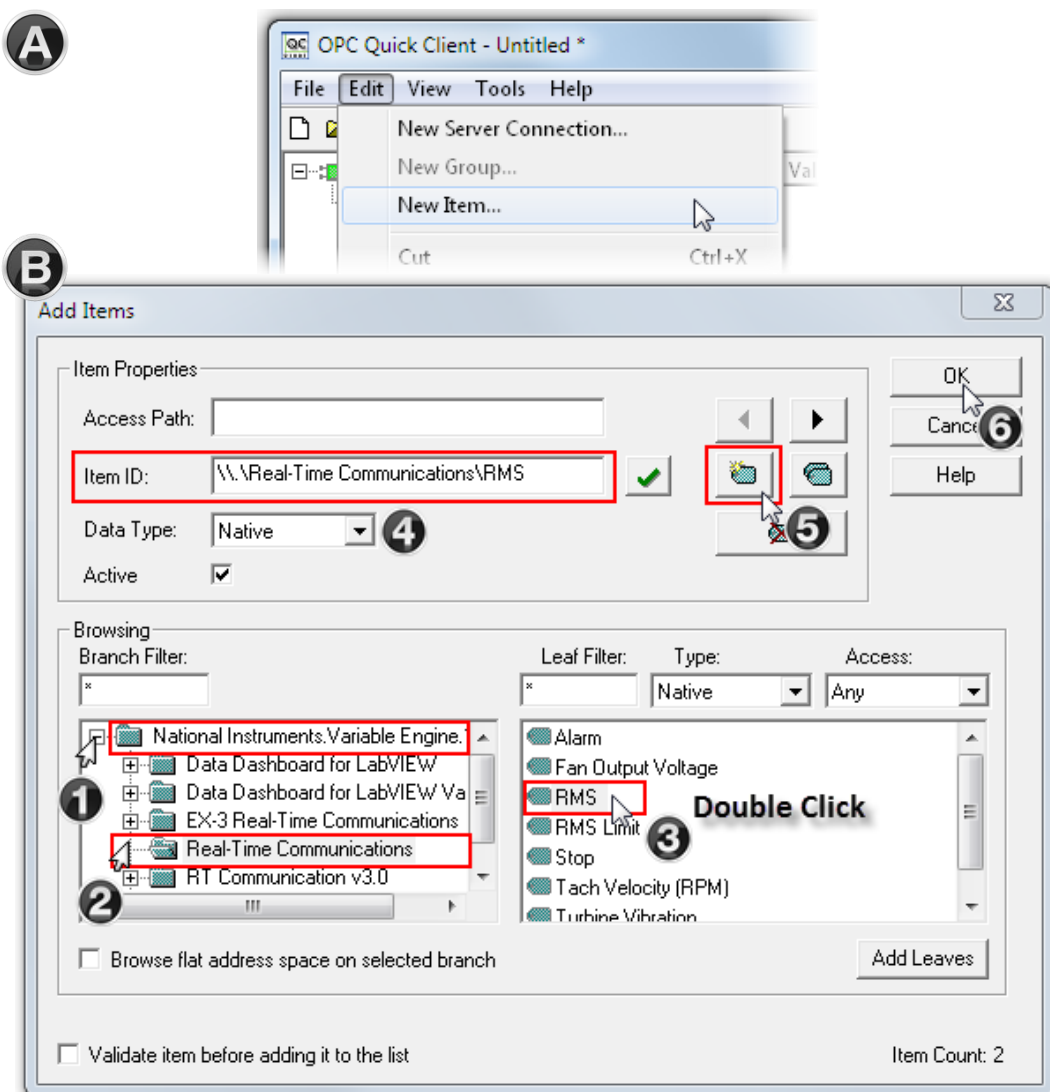 A
QC
OPC Quick Client - Untitled *
File Edit View Tools Help
New Server Connection...
New Group...
Val
New Item...
Cut Ctrl+X
B
Add Items
Item Properties
Access Path:
OK
Item ID: \\.\Real-Time Communications\RMS
6
Help
Data Type: Native 4
5
Active
Browsing
Branch Filter:
Leaf Filter: Type: Access:
* * Native Any
National Instruments.Variable Engine.
Data Dashboard for LabVIEW
1
Data Dashboard for LabVIEW Va
EX-3 Real-Time Communications
Real-Time Communications
2
RT Communication v3.0
Alarm
Fan Output Voltage
RMS
Double Click
RMS Limit
3
Stop
Tach Velocity (RPM)
Turbine Vibration
Browse flat address space on selected branch
Add Leaves
Validate item before adding it to the list
Item Count: 2